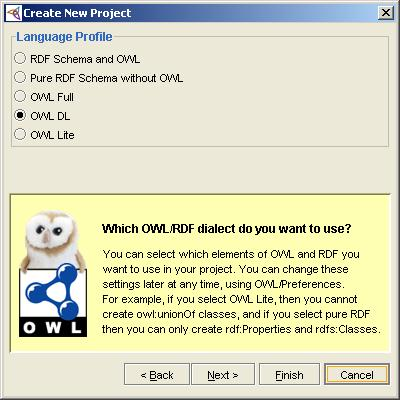 Create New Project
Language Profile
RDF Schema and OWL
Pure RDF Schema without OWL
OWL Full
OWL DL
OWL Lite
Which OWL/RDF dialect do you want to use?
You can select which elements of OWL and RDF you
want to use in your project. You can change these
settings later at any time, using OWL/Preferences.
For example, if you select OWL Lite, then you cannot
create owl:unionOf classes, and if you select pure RDF
then you can only create rdf:Properties and rdfs:Classes.
OWL
< Back Next > Finish Cancel